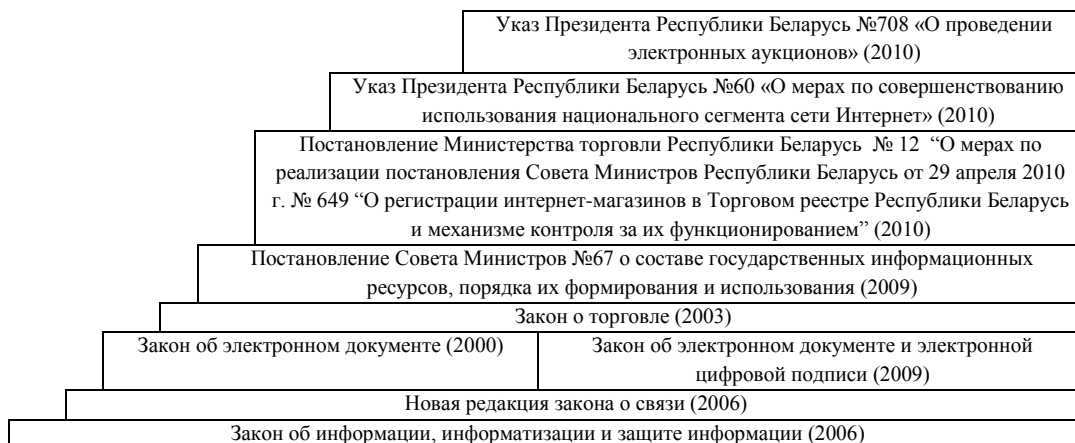 Указ Президента Республики Беларусь №708 «О проведении
электронных аукционов» (2010)
Указ Президента Республики Беларусь №60 «О мерах по совершенствованию
использования национального сегмента сети Интернет» (2010)
Постановление Министерства торговли Республики Беларусь № 12 “О мерах по
реализации постановления Совета Министров Республики Беларусь от 29 апреля 2010
г. № 649 “О регистрации интернет-магазинов в Торговом реестре Республики Беларусь
и механизме контроля за их функционированием” (2010)
Постановление Совета Министров №67 о составе государственных информационных
ресурсов, порядка их формирования и использования (2009)
Закон о торговле (2003)
Закон об электронном документе (2000)
Закон об электронном документе и электронной
цифровой подписи (2009)
Новая редакция закона о связи (2006)
Закон об информации, информатизации и защите информации (2006)